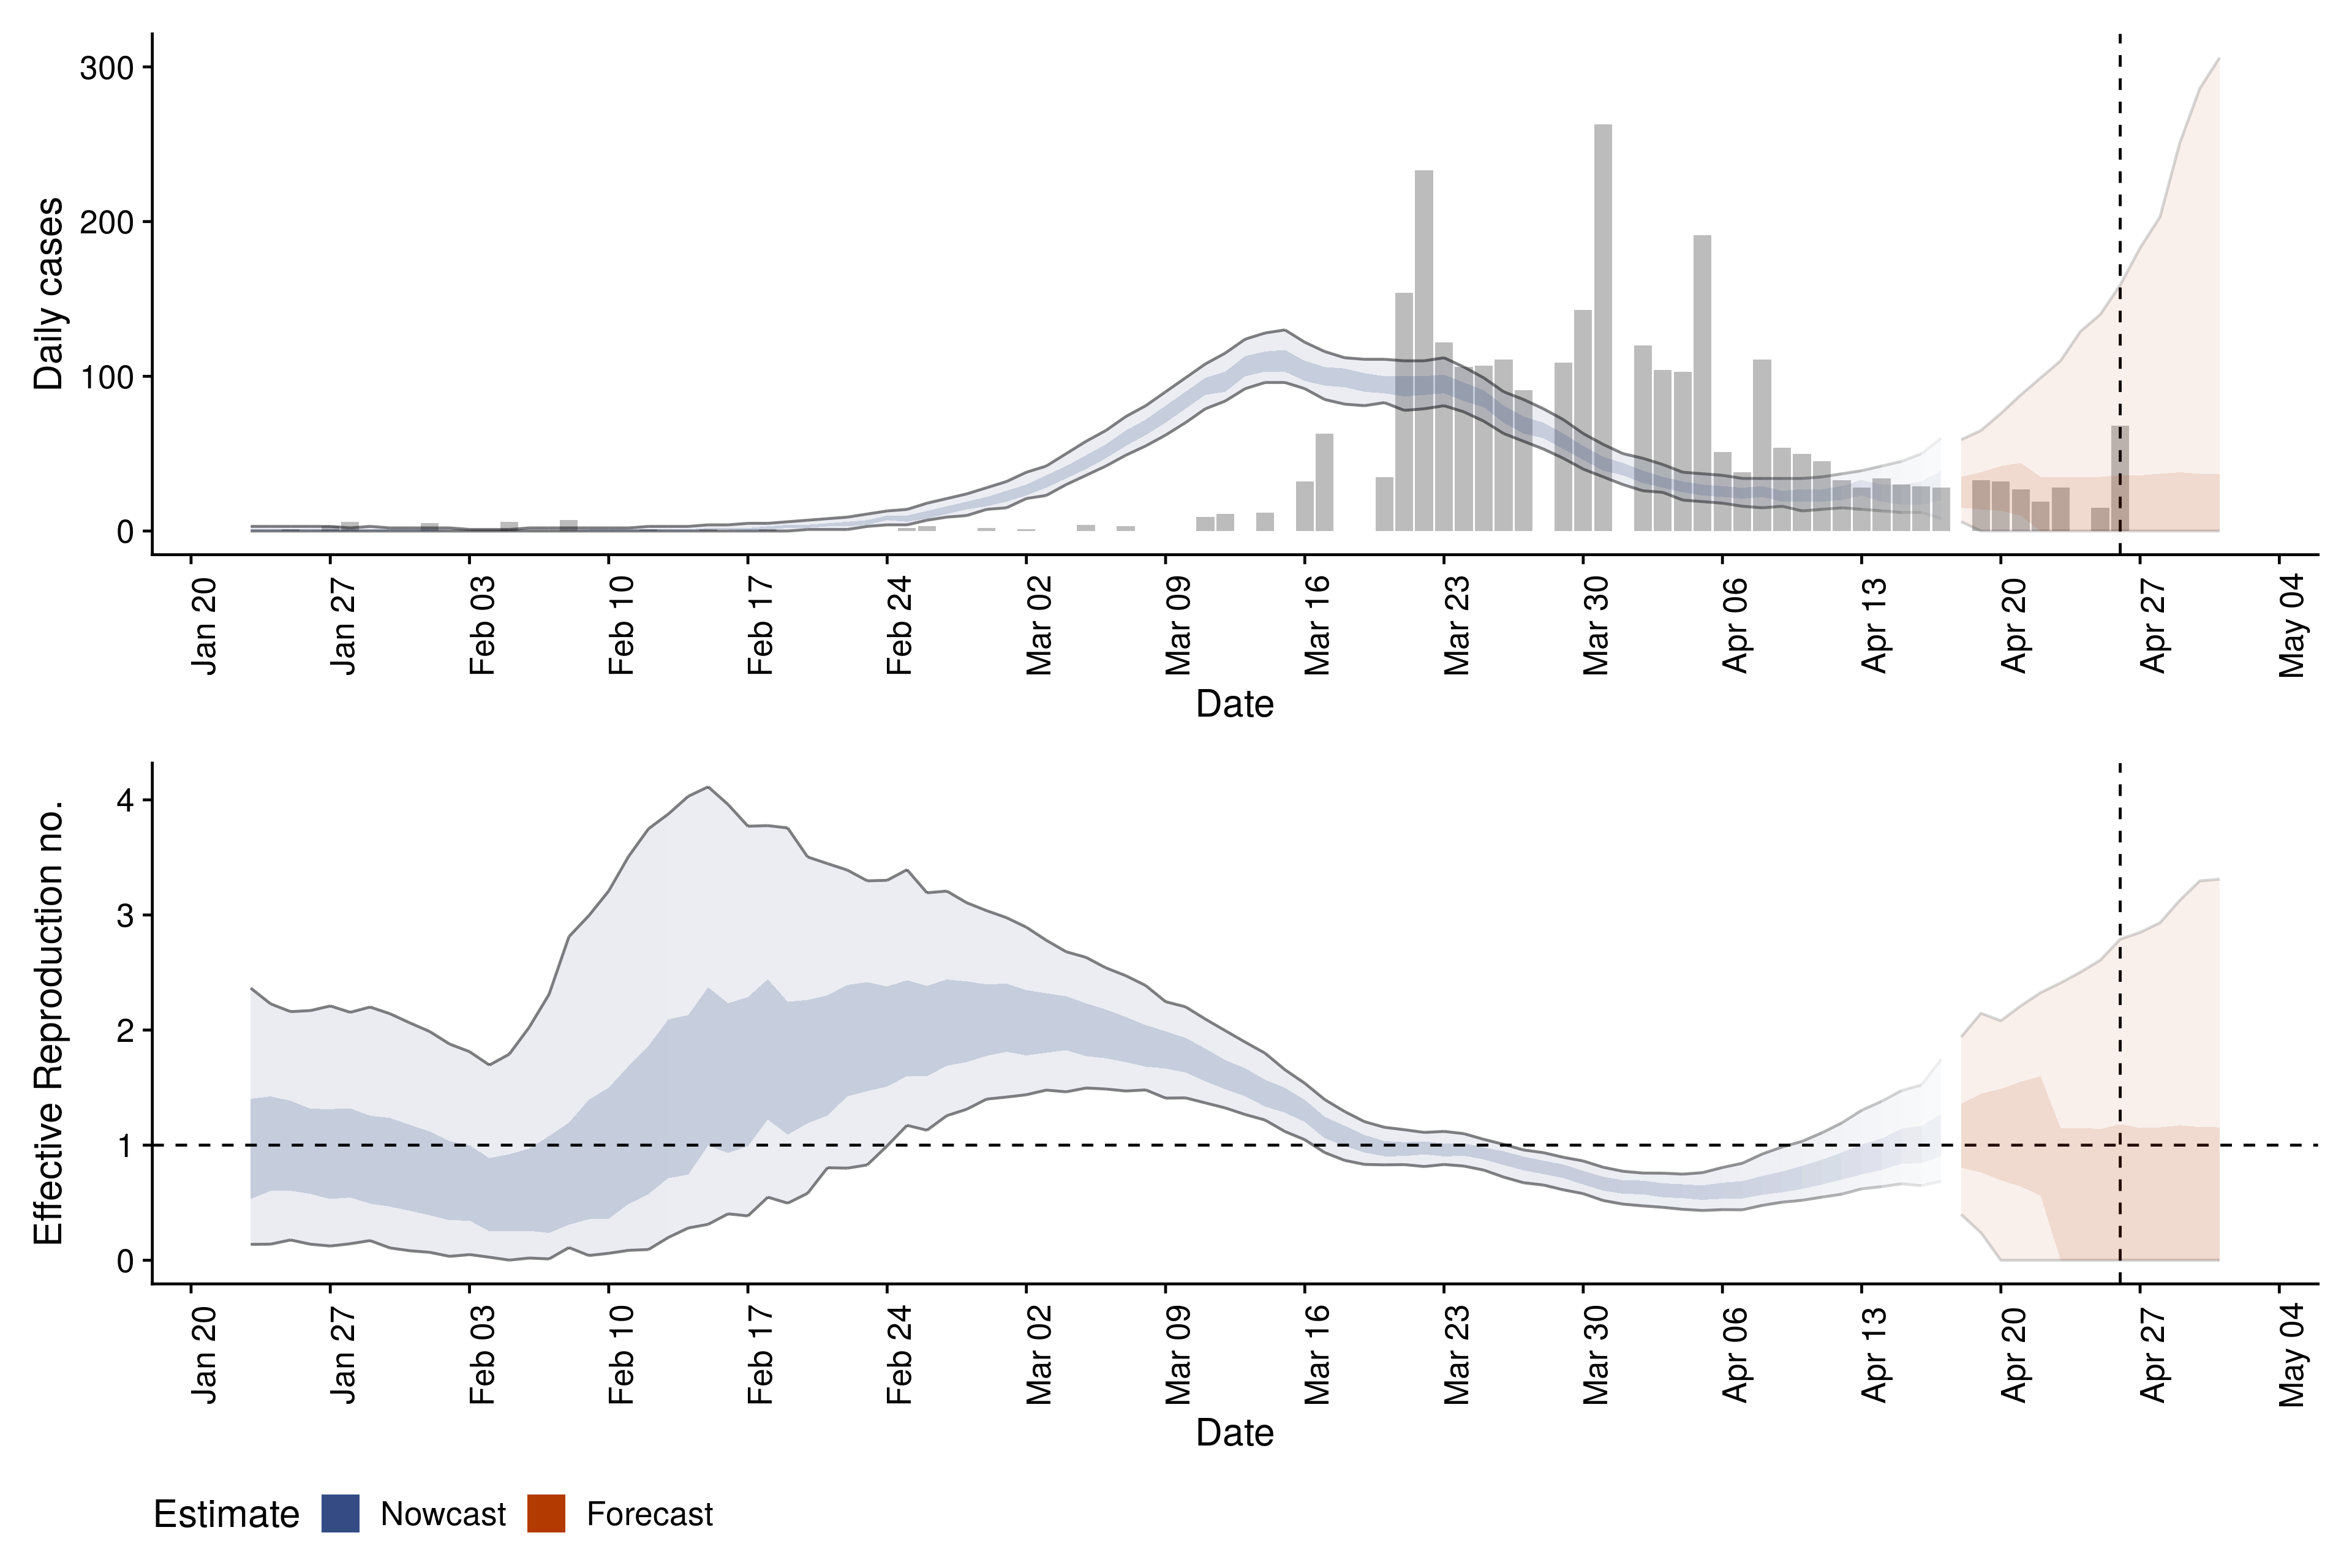 300
200
100
0
Daily cases
Jan 20
Jan 27
Feb 03
Feb 10
Feb 17
Feb 24
Mar 02
Mar 09
Mar 16
Mar 23
Mar 30
Apr 06
Apr 13
Apr 20
Apr 27
May 04
Date
4
3
2
1
0
Effective Reproduction no.
Jan 20
Jan 27
Feb 03
Feb 10
Feb 17
Feb 24
Mar 02
Mar 09
Mar 16
Mar 23
Mar 30
Apr 06
Apr 13
Apr 20
Apr 27
May 04
Date
Estimate Nowcast Forecast